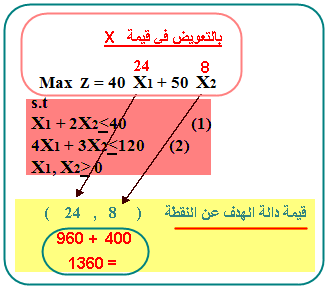 بالتعويض فى قيمة X
24 8
Max Z = 40 X1 + 50 X2
s.t
X1 + 2X2<40 (1)
4X1 + 3X2<120 (2)
X1, X2>0
قيمة دالة الهدف عن النقطة ( 24 , 8 )
960 + 400
1360 =